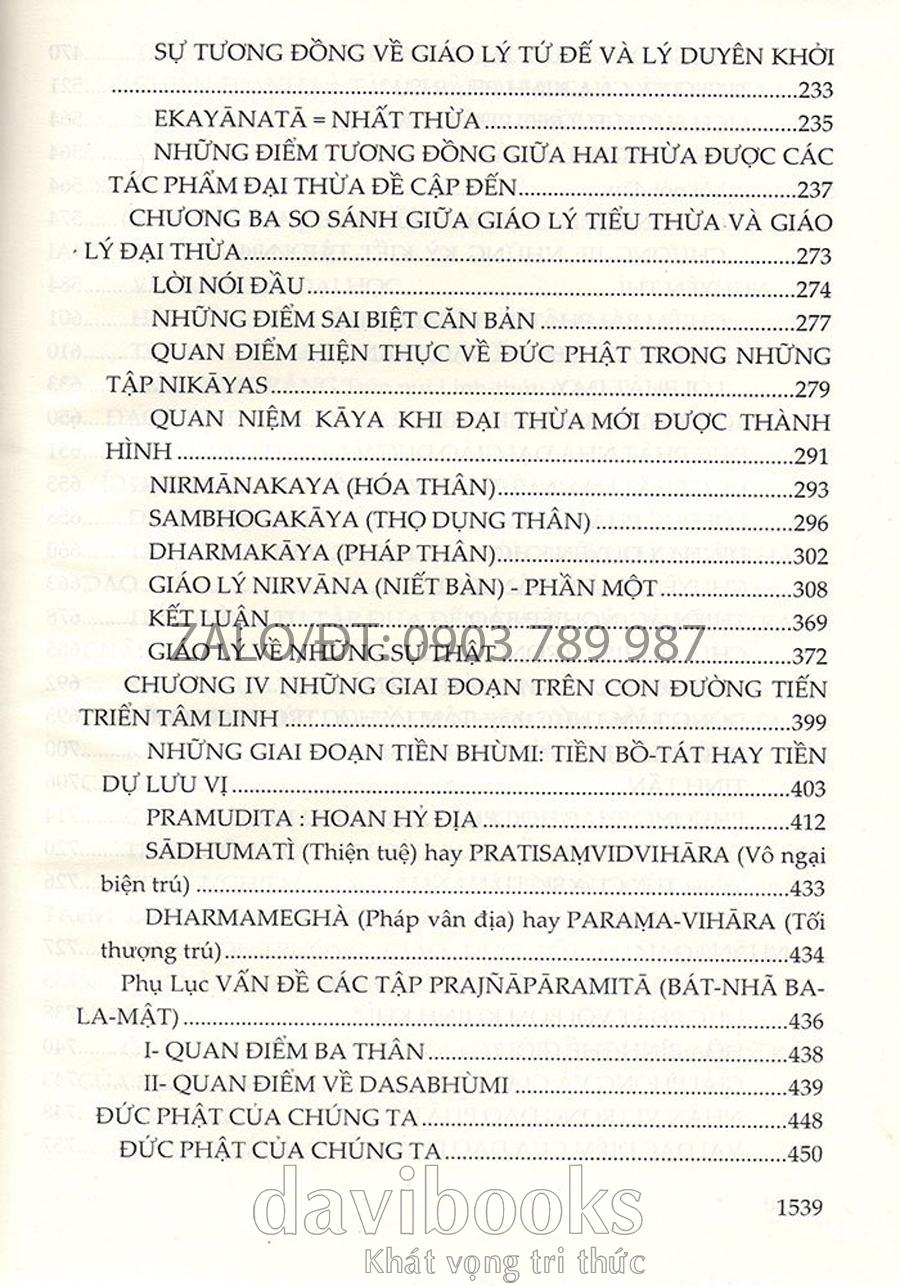 SỰ TƯƠNG ĐỒNG VỀ GIÁO LÝ TỨ ĐẾ VÀ LÝ DUYÊN KHỞI
........................................................................233
EKAYĀNATĀ = NHẤT THỪA................................235
NHỮNG ĐIỂM TƯƠNG ĐỒNG GIỮA HAI THỪA ĐƯỢC CÁC
TÁC PHẨM ĐẠI THỪA ĐỀ CẬP ĐẾN............................237
CHƯƠNG BA SO SÁNH GIỮA GIÁO LÝ TIỂU THỪA VÀ GIÁO
LÝ ĐẠI THỪA........................................................273
LỜI NÓI ĐẦU..................................................274
NHỮNG ĐIỂM SAI BIỆT CĂN BẢN..........................277
QUAN ĐIỂM HIỆN THỰC VỀ ĐỨC PHẬT TRONG NHỮNG
TẬP NIKĀYAS......................................................279
QUAN NIỆM KĀYA KHI ĐẠI THỪA MỚI ĐƯỢC THÀNH
HÌNH................................................................291
NIRMĀNAKAYA (HÓA THÂN)..............................293
SAMBHOGAKĀYA (THỌ DỤNG THÂN)....................296
DHARMAKĀYA (PHÁP THÂN)..............................302
GIÁO LÝ NIRVĀNA (NIẾT BÀN) - PHẦN MỘT..............308
KẾT LUẬN......................................................369
ZALO/ĐT: 0903 789 987
GIÁO LÝ VỀ NHỮNG SỰ THẬT..............................372
CHƯƠNG IV NHỮNG GIAI ĐOẠN TRÊN CON ĐƯỜNG TIẾN
TRIỂN TÂM LINH....................................................399
NHỮNG GIAI ĐOẠN TIỀN BHÙMI: TIỀN BỒ-TÁT HAY TIỀN
DỰ LƯU VỊ..........................................................403
PRAMUDITA : HOAN HỶ ĐỊA................................412
SĀDHUMATÌ (Thiện tuệ) hay PRATISAṂVIDVIHĀRA (Vô ngại
biện trú)............................................................433
DHARMAMEGHÀ (Pháp vân địa) hay PARAṂA-VIHĀRA (Tối
thượng trú)..........................................................434
Phụ Lục VẤN ĐỀ CÁC TẬP PRAJÑĀPĀRAMITĀ (BÁT-NHÃ BA-
LA-MẬT)..............................................................436
I- QUAN ĐIỂM BA THÂN......................................438
II- QUAN ĐIỂM VỀ DASABHÙMI............................439
ĐỨC PHẬT CỦA CHÚNG TA......................................448
ĐỨC PHẬT CỦA CHÚNG TA....................................450
davibooks
1539
Khát vọng tri thức